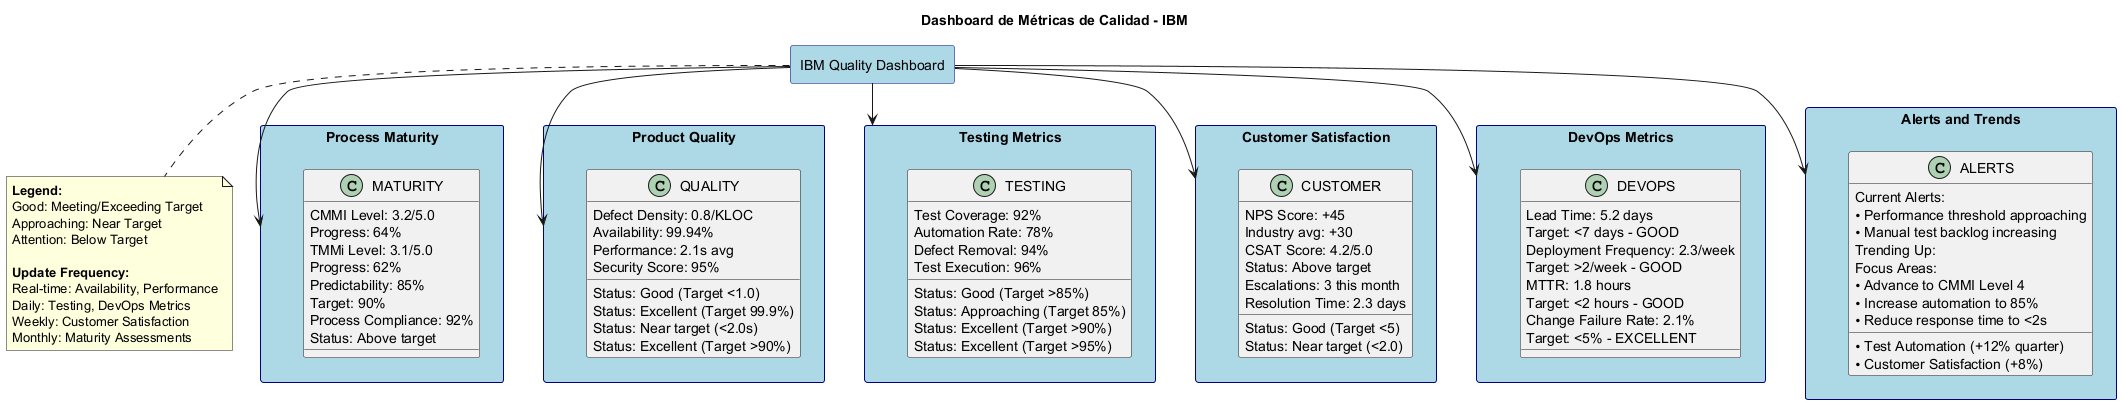 Dashboard de Métricas de Calidad - IBM
IBM Quality Dashboard
Legend:
Good: Meeting/Exceeding Target
Approaching: Near Target
Attention: Below Target
Update Frequency:
Real-time: Availability, Performance
Daily: Testing, DevOps Metrics
Weekly: Customer Satisfaction
Monthly: Maturity Assessments
Process Maturity
C MATURITY
CMMI Level: 3.2/5.0
Progress: 64%
TMMi Level: 3.1/5.0
Progress: 62%
Predictability: 85%
Target: 90%
Process Compliance: 92%
Status: Above target
Product Quality
C QUALITY
Defect Density: 0.8/KLOC
Availability: 99.94%
Performance: 2.1s avg
Security Score: 95%
Status: Good (Target <1.0)
Status: Excellent (Target 99.9%)
Status: Near target (<2.0s)
Status: Excellent (Target >90%)
Testing Metrics
C TESTING
Test Coverage: 92%
Automation Rate: 78%
Defect Removal: 94%
Test Execution: 96%
Status: Good (Target >85%)
Status: Approaching (Target 85%)
Status: Excellent (Target >90%)
Status: Excellent (Target >95%)
Customer Satisfaction
C CUSTOMER
NPS Score: +45
Industry avg: +30
CSAT Score: 4.2/5.0
Status: Above target
Escalations: 3 this month
Resolution Time: 2.3 days
Status: Good (Target <5)
Status: Near target (<2.0)
DevOps Metrics
C DEVOPS
Lead Time: 5.2 days
Target: <7 days - GOOD
Deployment Frequency: 2.3/week
Target: >2/week - GOOD
MTTR: 1.8 hours
Target: <2 hours - GOOD
Change Failure Rate: 2.1%
Target: <5% - EXCELLENT
Alerts and Trends
C ALERTS
Current Alerts:
• Performance threshold approaching
• Manual test backlog increasing
Trending Up:
Focus Areas:
• Advance to CMMI Level 4
• Increase automation to 85%
• Reduce response time to <2s
• Test Automation (+12% quarter)
• Customer Satisfaction (+8%)